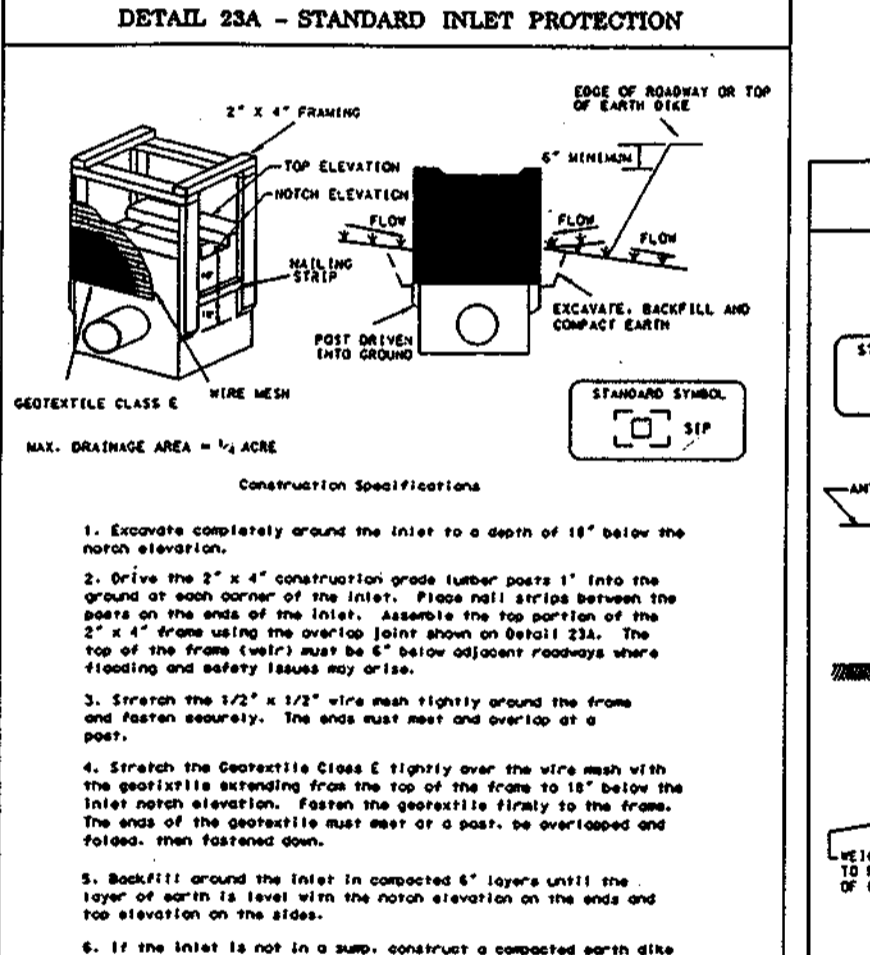 DETAIL 23A - STANDARD INLET PROTECTION
EDGE OF ROADWAY OR TOP
OF EARTH DIKE
2" X 4" FRAMING
6" MINIMUM
TOP ELEVATION
NOTCH ELEVATION
FLOW
FLOW
FLOW
NAILING
STRIP
18"
EXCAVATE, BACKFILL AND
COMPACT EARTH
POST DRIVEN
INTO GROUND
WIRE MESH
GEOTEXTILE CLASS E
STANDARD SYMBOL
SIP
MAX. DRAINAGE AREA = 1/4 ACRE
Construction Specifications
1. Excavate completely around the inlet to a depth of 18" below the
notch elevation.
2. Drive the 2" x 4" construction grade lumber posts 1' into the
ground at each corner of the inlet. Place nail strips between the
posts on the ends of the inlet. Assemble the top portion of the
2" x 4" frame using the overlap joint shown on Detail 23A. The
top of the frame (weir) must be 6" below adjacent roadways where
flooding and safety issues may arise.
3. Stretch the 1/2" x 1/2" wire mesh tightly around the frame
and fasten securely. The ends must meet and overlap at a
post.
4. Stretch the Geotextile Class E tightly over the wire mesh with
the geotixtile extending from the top of the frame to 18" below the
inlet notch elevation. Fasten the geotextile firmly to the frame.
The ends of the geotextile must meet at a post, be overlapped and
folded, then fastened down.
5. Backfill around the inlet in compacted 6" layers until the
layer of earth is level with the notch elevation on the ends and
top elevation on the sides.
6. If the inlet is not in a sump, construct a compacted earth dike
TO
OF